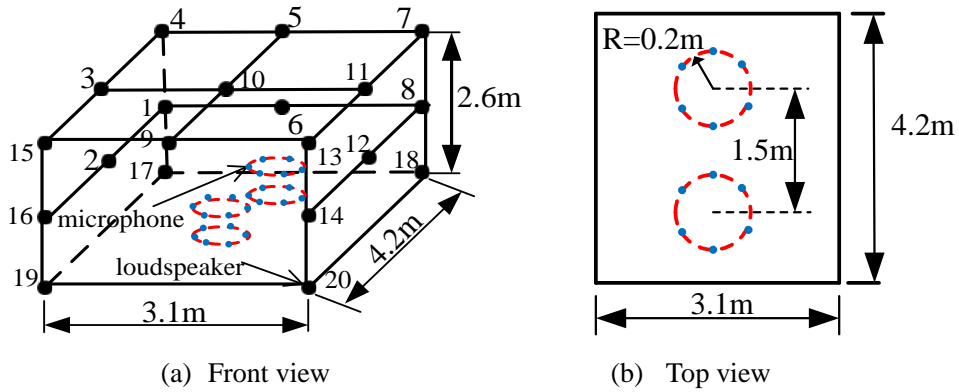 4 5 7
R=0.2m
3 10 11
1 8
2.6m
15 9 6
2 12 13
17 18
1.5m
4.2m
16 14
microphone
4.2m
loudspeaker
19 20
3.1m
3.1m
(a) Front view
(b) Top view